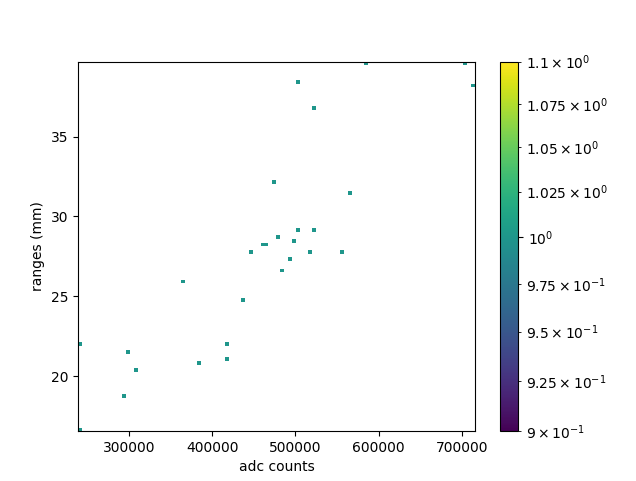 35
30
25
20
300000 400000 500000 600000 700000
adc counts
ranges (mm)
1.1 × 10⁰
1.075 × 10⁰
1.05 × 10⁰
1.025 × 10⁰
10⁰
9.75 × 10⁻¹
9.5 × 10⁻¹
9.25 × 10⁻¹
9 × 10⁻¹